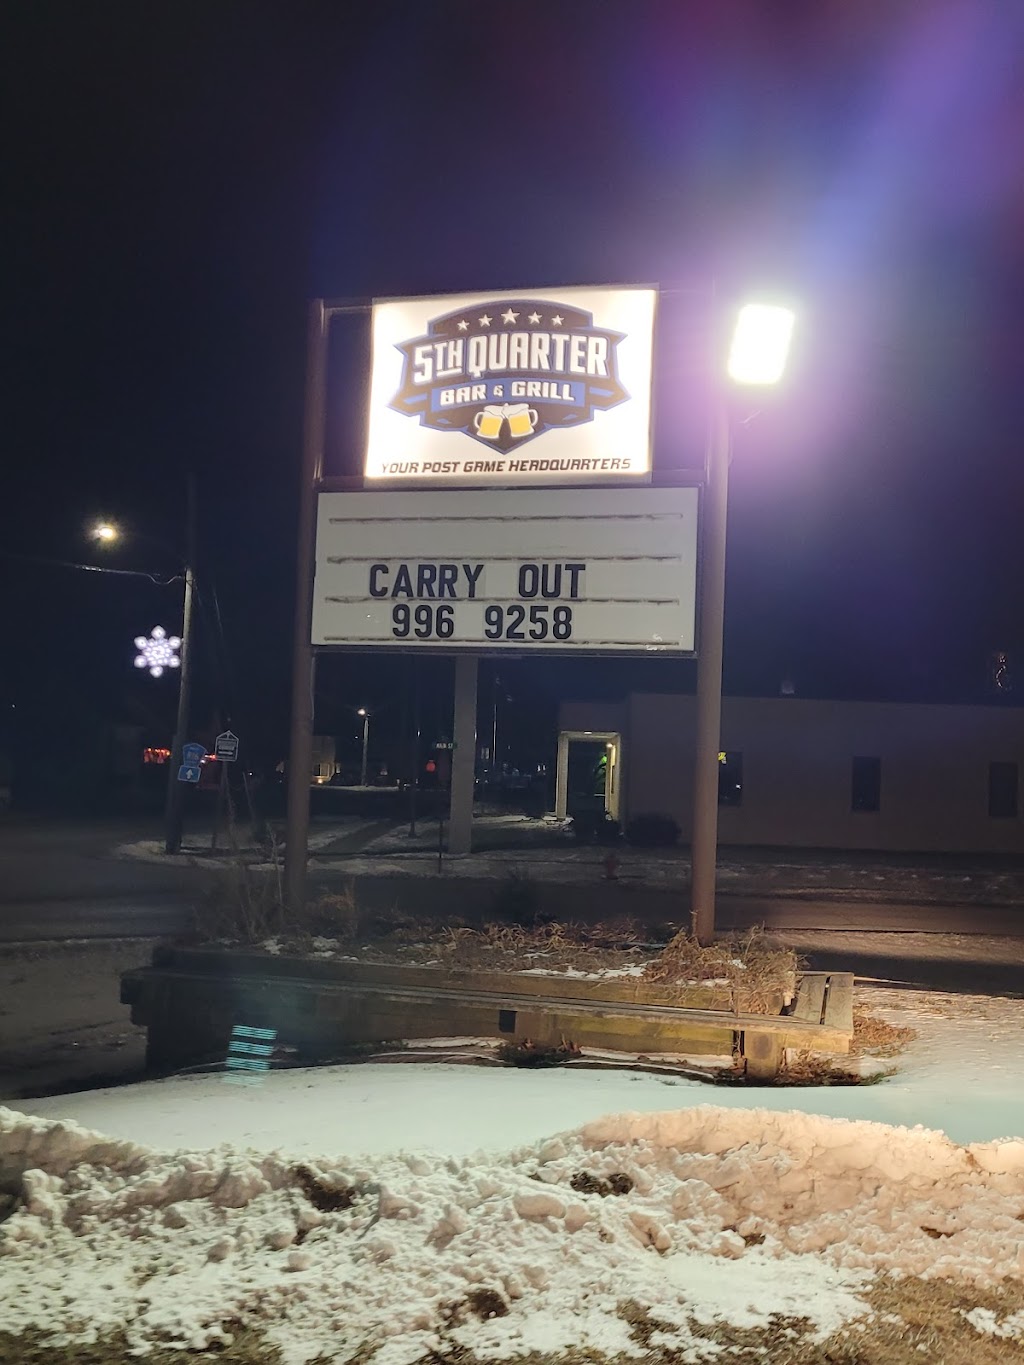 5TH QUARTER
BAR & GRILL
YOUR POST GAME HEADQUARTERS
CARRY OUT
996 9258